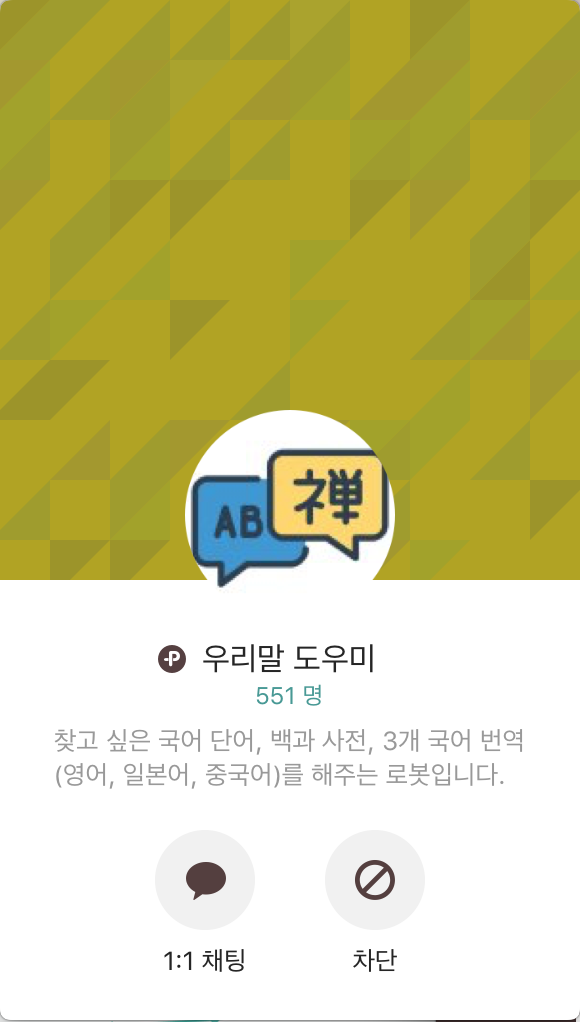 AB
禅
P
우리말 도우미
551 명
찾고 싶은 국어 단어, 백과 사전, 3개 국어 번역
(영어, 일본어, 중국어)를 해주는 로봇입니다.
1:1 채팅
차단